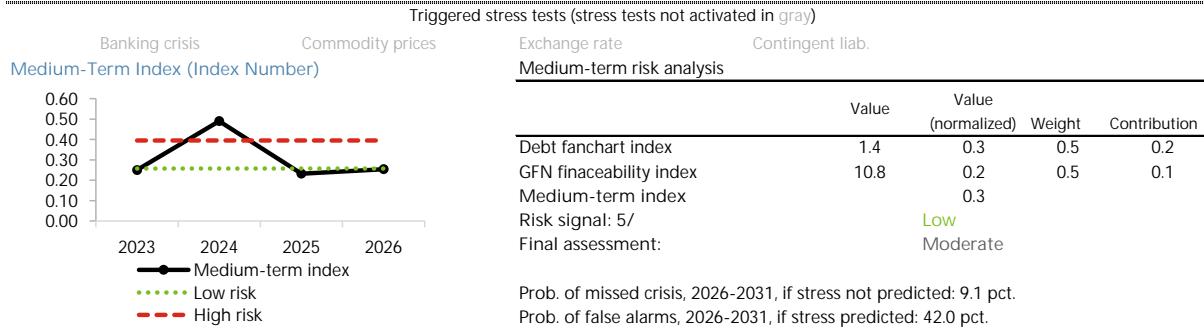 Triggered stress tests (stress tests not activated in gray)
Banking crisis Commodity prices Exchange rate Contingent liab.
Medium-Term Index (Index Number)
0.60
0.50
0.40
0.30
0.20
0.10
0.00
2023 2024 2025 2026
Medium-term index
Low risk
High risk
Medium-term risk analysis
Value Value (normalized) Weight Contribution
Debt fanchart index 1.4 0.3 0.5 0.2
GFN finaceability index 10.8 0.2 0.5 0.1
Medium-term index 0.3
Risk signal: 5/ Low
Final assessment: Moderate
Prob. of missed crisis, 2026-2031, if stress not predicted: 9.1 pct.
Prob. of false alarms, 2026-2031, if stress predicted: 42.0 pct.